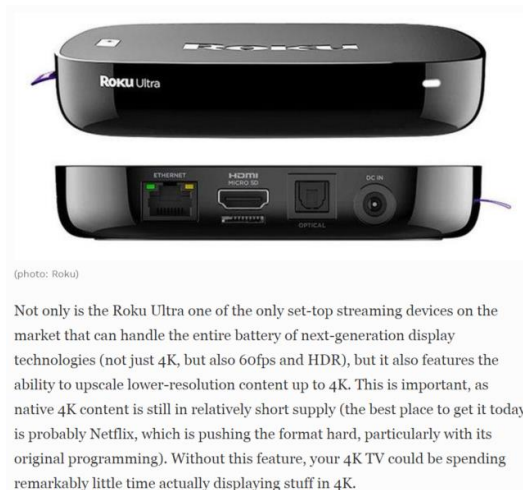 ROKU
ROKU Ultra
ETHERNET
HDMI
MICRO SD
OPTICAL
DC IN
(photo: Roku)
Not only is the Roku Ultra one of the only set-top streaming devices on the
market that can handle the entire battery of next-generation display
technologies (not just 4K, but also 60fps and HDR), but it also features the
ability to upscale lower-resolution content up to 4K. This is important, as
native 4K content is still in relatively short supply (the best place to get it today
is probably Netflix, which is pushing the format hard, particularly with its
original programming). Without this feature, your 4K TV could be spending
remarkably little time actually displaying stuff in 4K.